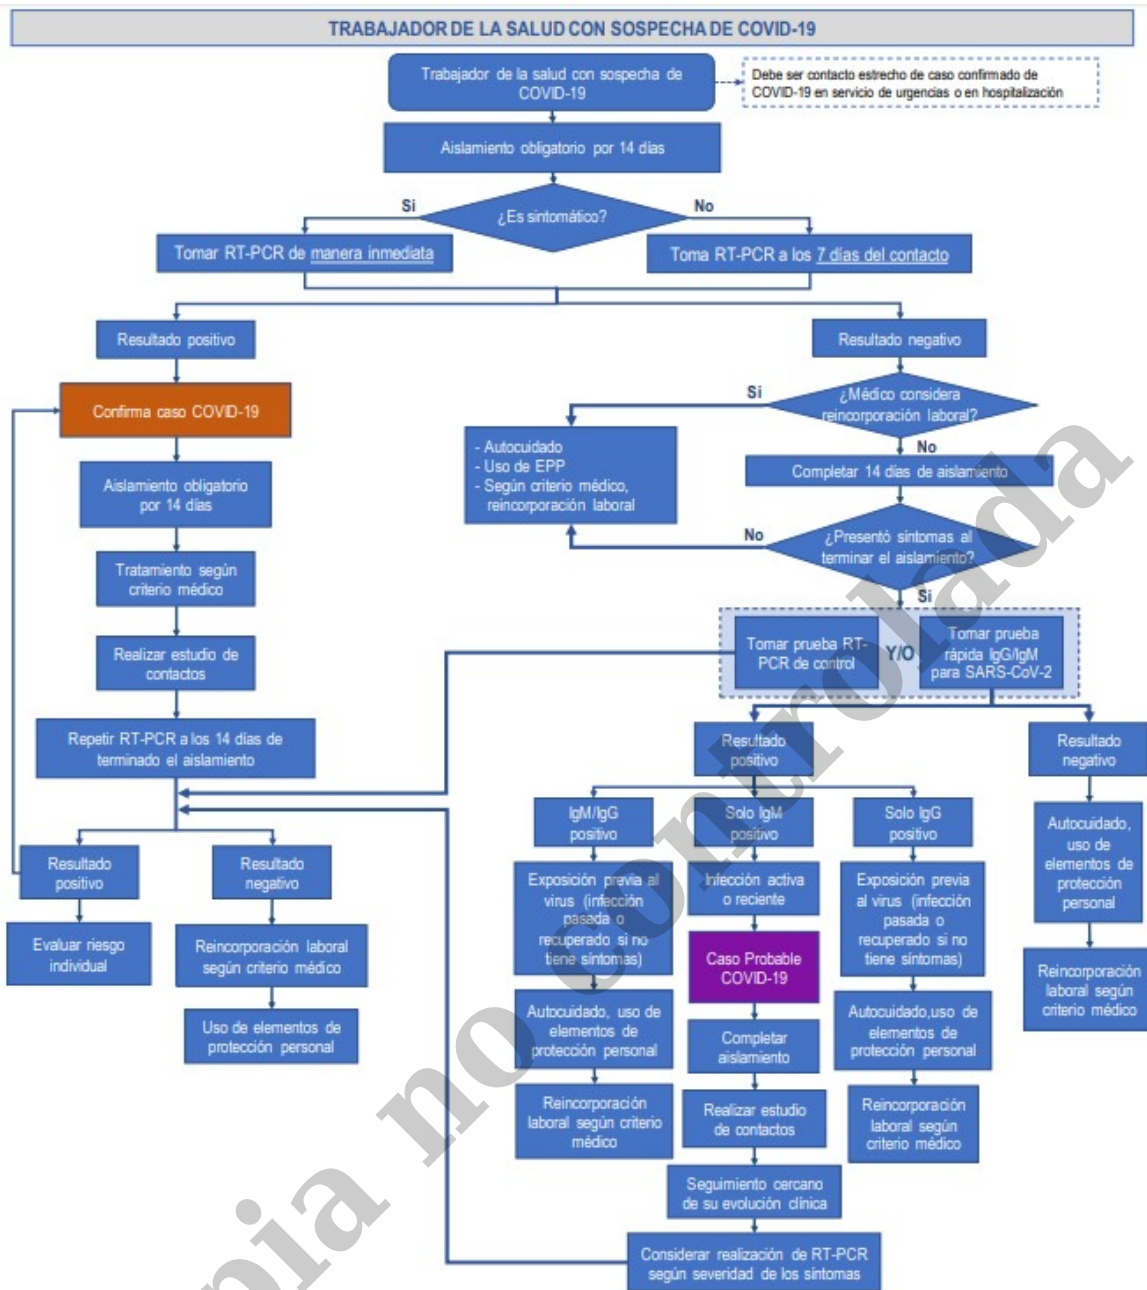 TRABAJADOR DE LA SALUD CON SOSPECHA DE COVID-19
Trabajador de la salud con sospecha de
COVID-19
Debe ser contacto estrecho de caso confirmado de
COVID-19 en servicio de urgencias o en hospitalización
Aislamiento obligatorio por 14 días
Si
¿Es sintomático?
No
Tomar RT-PCR de manera inmediata
Toma RT-PCR a los 7 días del contacto
Resultado positivo
Resultado negativo
Confirma caso COVID-19
Si
¿Médico considera
reincorporación laboral?
No
- Autocuidado
- Uso de EPP
- Según criterio médico,
reincorporación laboral
Completar 14 días de aislamiento
Aislamiento obligatorio
por 14 días
No
¿Presentó síntomas al
terminar el aislamiento?
Si
Tratamiento según
criterio médico
Tomar prueba RT-
PCR de control
Y/O
Tomar prueba
rápida IgG/IgM
para SARS-CoV-2
Realizar estudio de
contactos
Repetir RT-PCR a los 14 días de
terminado el aislamiento
Resultado
positivo
Resultado
negativo
IgM/IgG
positivo
Solo IgM
positivo
Solo IgG
positivo
Resultado
positivo
Resultado
negativo
Exposición previa al
virus (infección
pasada o
recuperado si no
tiene síntomas)
Infección activa
o reciente
Exposición previa
al virus (infección
pasada o
recuperado si no
tiene síntomas)
Autocuidado,
uso de
elementos de
protección
personal
Evaluar riesgo
individual
Reincorporación laboral
según criterio médico
Caso Probable
COVID-19
Reincorporación
laboral según
criterio médico
Uso de elementos de
protección personal
Autocuidado, uso de
elementos de
protección personal
Completar
aislamiento
Autocuidado,uso de
elementos de
protección personal
Reincorporación
laboral según criterio
médico
Realizar estudio
de contactos
Reincorporación
laboral según
criterio médico
Seguimiento cercano
de su evolución clínica
Considerar realización de RT-PCR
según severidad de los síntomas
pia no controlada